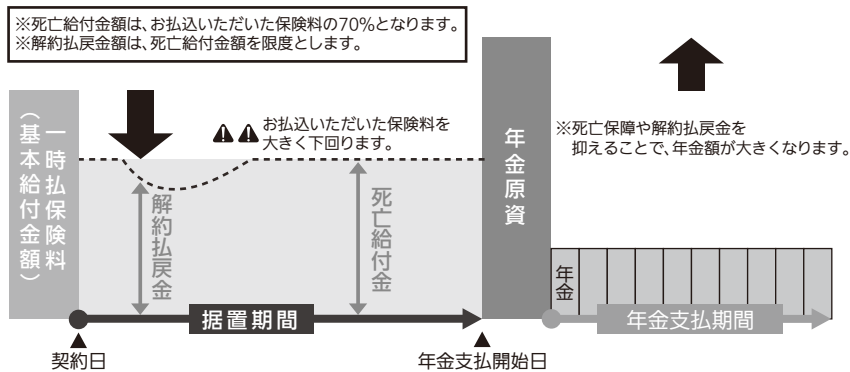 ※死亡給付金額は、お払込いただいた保険料の70%となります。
※解約払戻金額は、死亡給付金額を限度とします。
一時払保険料
（基本給付金額）
お払込いただいた保険料を
大きく下回ります。
解約払戻金
死亡給付金
年金原資
※死亡保障や解約払戻金を
抑えることで、年金額が大きくなります。
年金
据置期間
年金支払期間
契約日
年金支払開始日